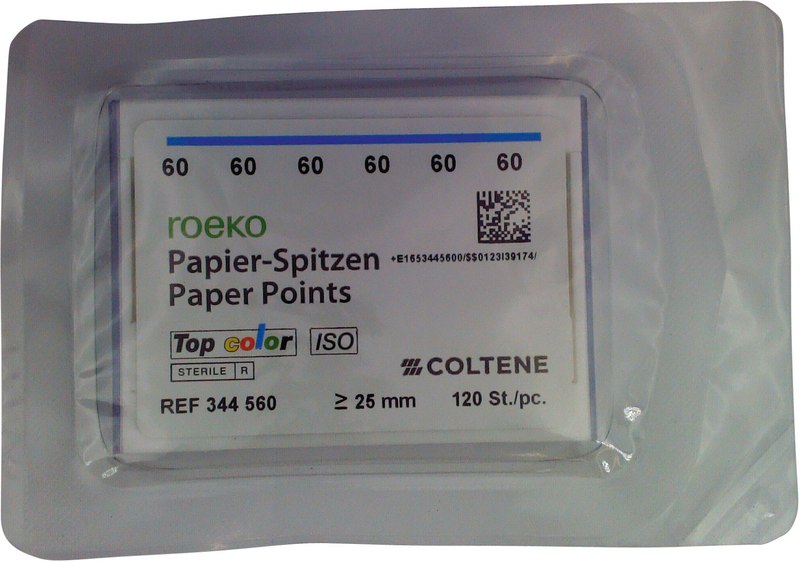 60 60 60 60 60 60
roeko
Papier-Spitzen
+E1653445600/$$0123I39174/
Paper Points
Top color ISO
STERILE R
COLTENE
REF 344 560 ≥ 25 mm 120 St./pc.